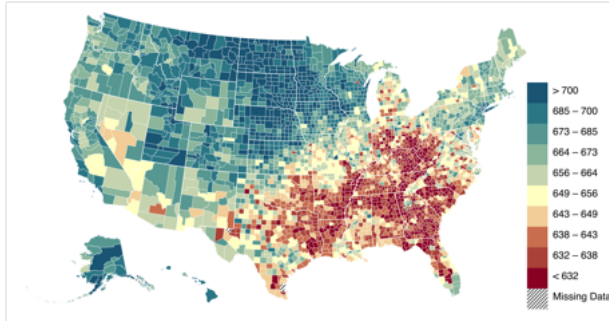 > 700
685 – 700
673 – 685
664 – 673
656 – 664
649 – 656
643 – 649
638 – 643
632 – 638
< 632
Missing Data